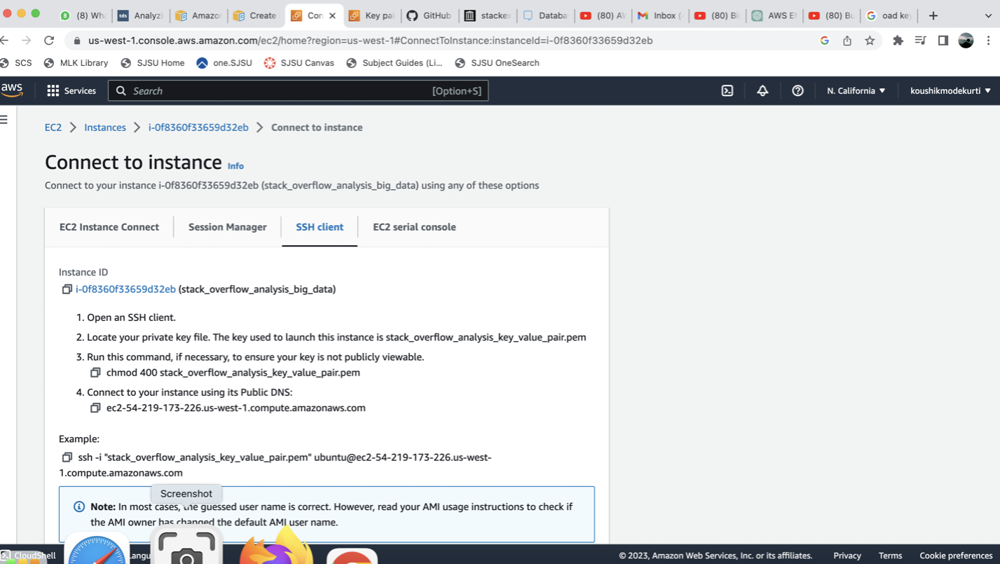 (8) Wh
tds Analyzi
Amazor
Create
Con
Key pai
GitHub
stackex
Databa
(80) AV
Inbox (
(80) Bi
AWS EM
(80) Bu
oad key
us-west-1.console.aws.amazon.com/ec2/home?region=us-west-1#ConnectToInstance:instanceId=i-0f8360f33659d32eb
SCS MLK Library SJSU Home one.SJSU SJSU Canvas Subject Guides (Li... SJSU OneSearch
aws Services Search [Option+S] N. California koushikmodekurti
EC2 > Instances > i-0f8360f33659d32eb > Connect to instance
Connect to instance Info
Connect to your instance i-0f8360f33659d32eb (stack_overflow_analysis_big_data) using any of these options
EC2 Instance Connect Session Manager SSH client EC2 serial console
Instance ID
i-0f8360f33659d32eb (stack_overflow_analysis_big_data)
1. Open an SSH client.
2. Locate your private key file. The key used to launch this instance is stack_overflow_analysis_key_value_pair.pem
3. Run this command, if necessary, to ensure your key is not publicly viewable.
chmod 400 stack_overflow_analysis_key_value_pair.pem
4. Connect to your instance using its Public DNS:
ec2-54-219-173-226.us-west-1.compute.amazonaws.com
Example:
ssh -i "stack_overflow_analysis_key_value_pair.pem" ubuntu@ec2-54-219-173-226.us-west-
1.compute.amazonaws.com
Screenshot
Note: In most cases, the guessed user name is correct. However, read your AMI usage instructions to check if
the AMI owner has changed the default AMI user name.
CloudShell Langu © 2023, Amazon Web Services, Inc. or its affiliates. Privacy Terms Cookie preferences